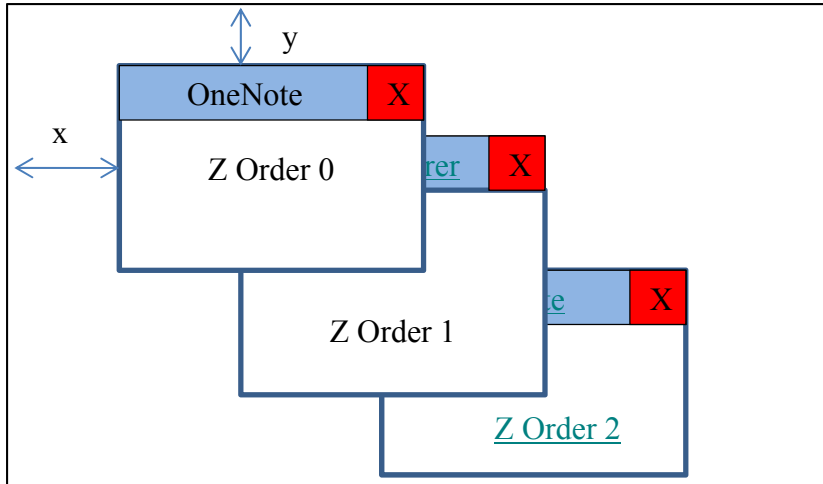 y
OneNote X
x
rer X
Z Order 0
te X
Z Order 1
Z Order 2